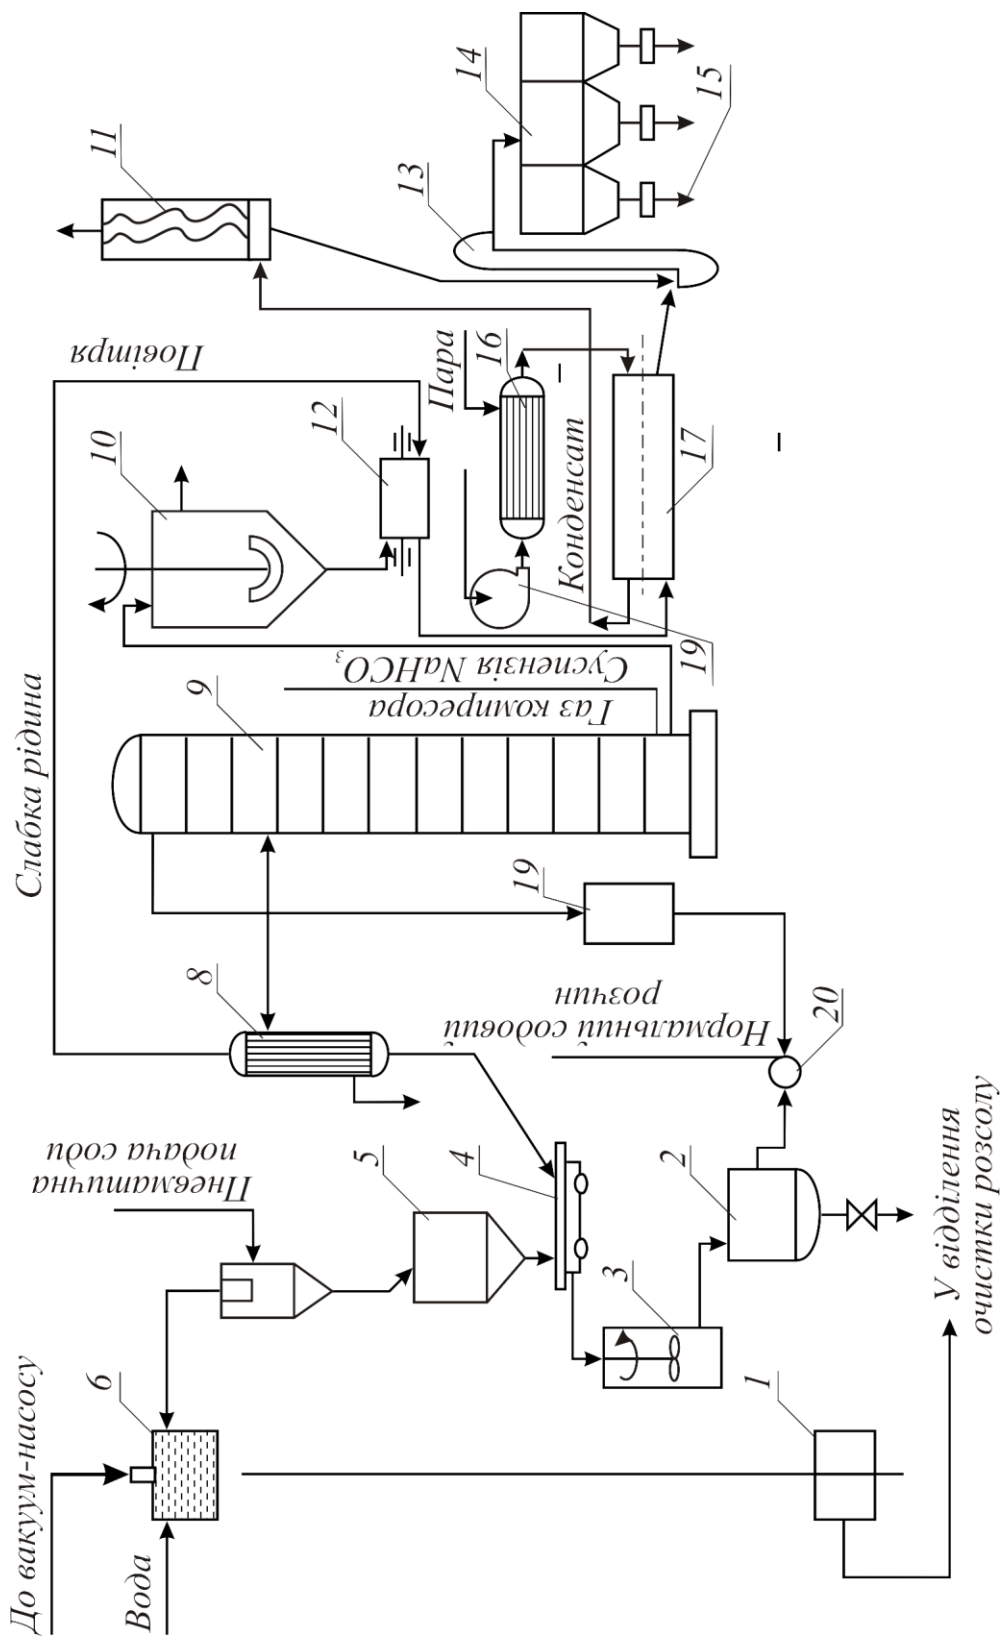 До вакуум-насосу
Вода
6
Пневматична
подача соди
5
4
3
2
1
У відділення
очистки розсолу
Слабка рідина
8
9
19
20
Нормальний содовий
розчин
Газ компресора
Суспензія NaHCO3
Повітря
10
11
12
Пара
16
Конденсат
19
17
13
14
15